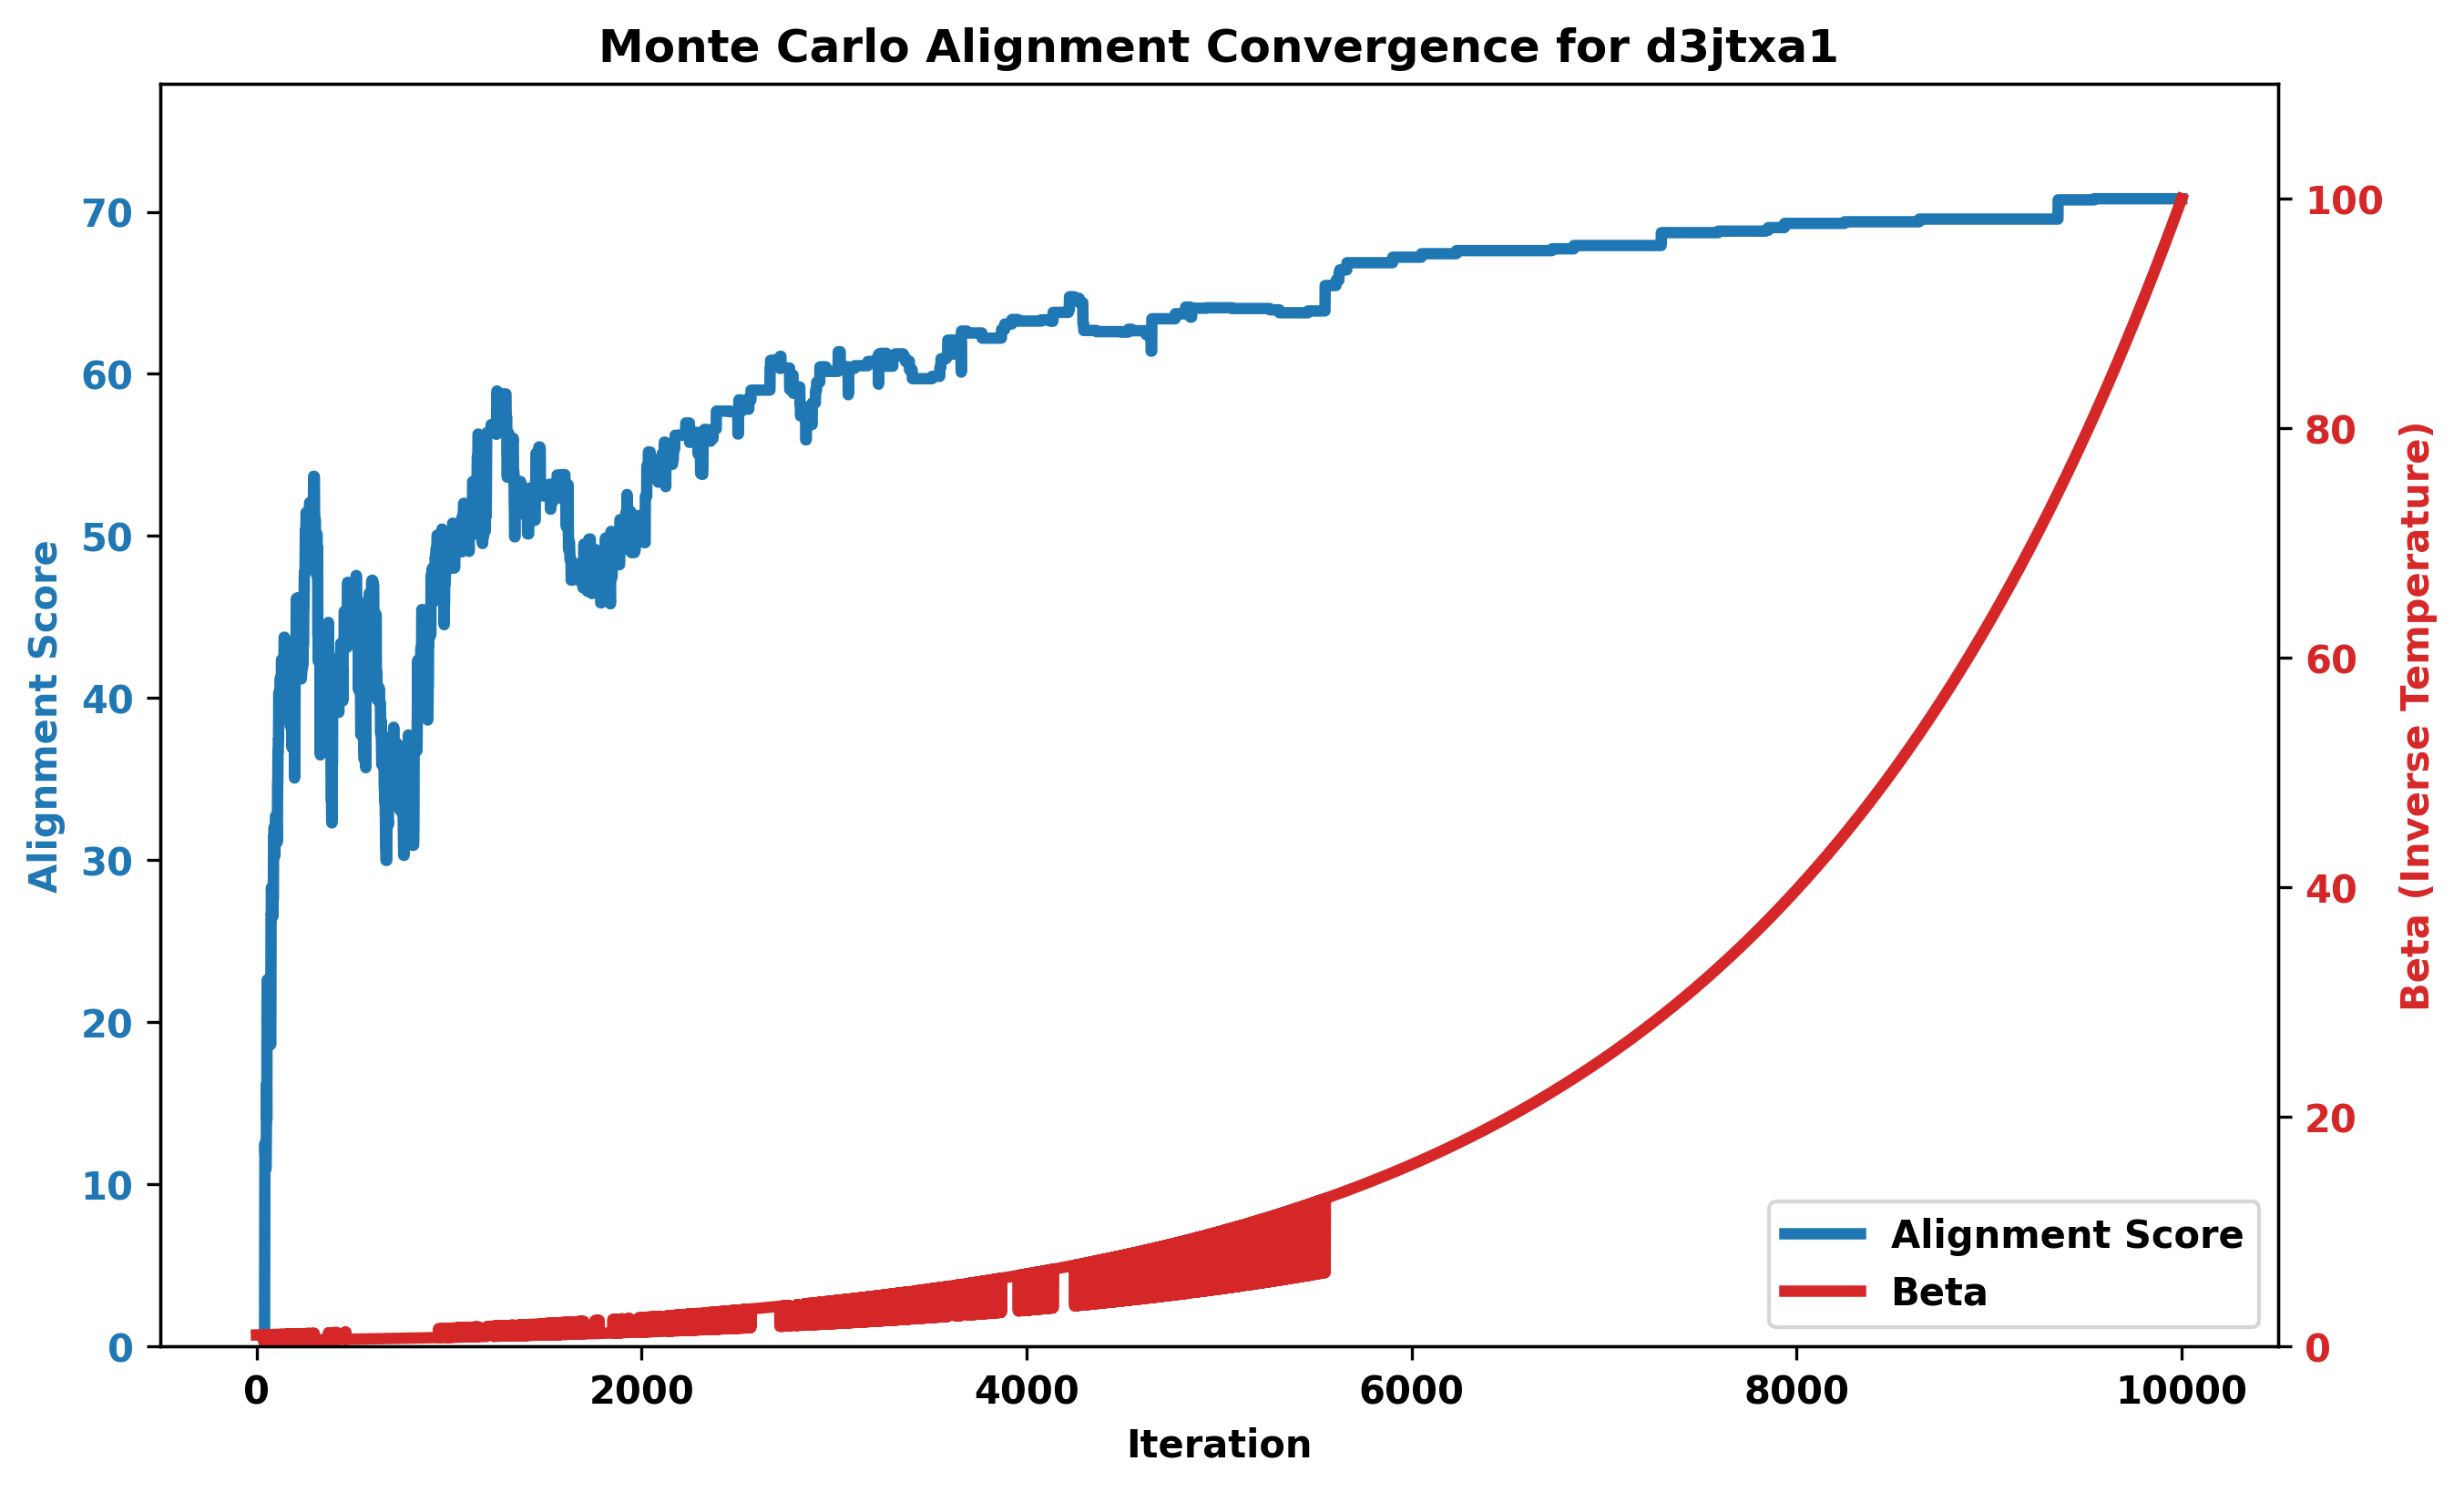 Monte Carlo Alignment Convergence for d3jtxa1
Alignment Score
70
60
50
40
30
20
10
0
100
80
60
40
20
0
Beta (Inverse Temperature)
Alignment Score
Beta
0 2000 4000 6000 8000 10000
Iteration